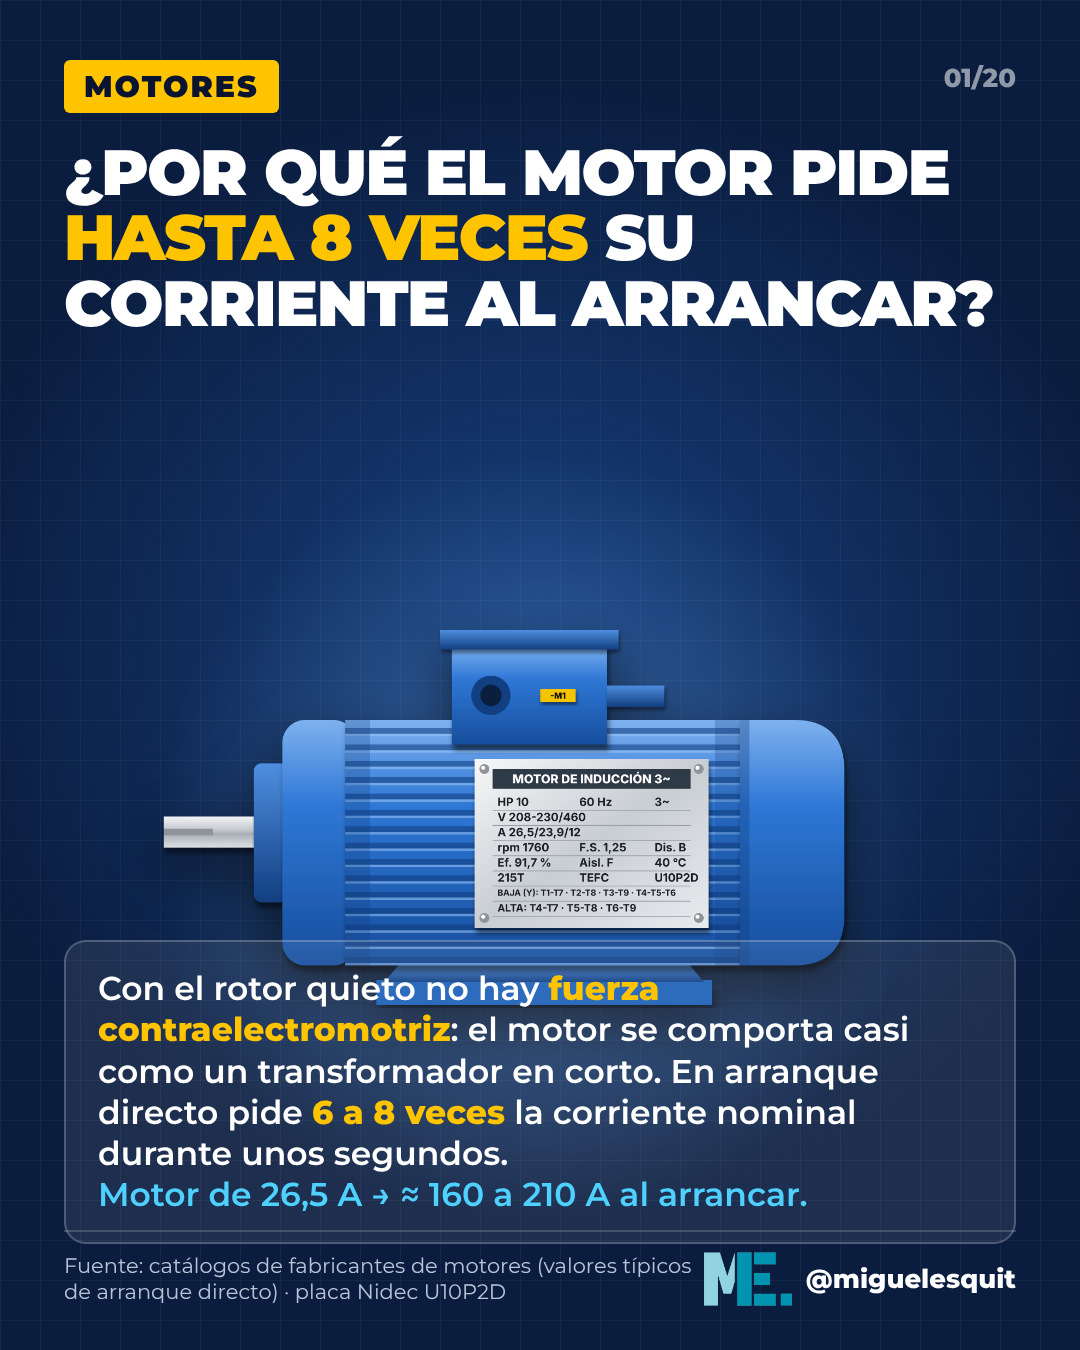 MOTORES
01/20
¿POR QUÉ EL MOTOR PIDE
HASTA 8 VECES SU
CORRIENTE AL ARRANCAR?
-M1
MOTOR DE INDUCCIÓN 3~
HP 10 60 Hz 3~
V 208-230/460
A 26,5/23,9/12
rpm 1760 F.S. 1,25 Dis. B
Ef. 91,7 % Aisl. F 40 °C
215T TEFC U10P2D
BAJA (Y): T1-T7 · T2-T8 · T3-T9 · T4-T5-T6
ALTA: T4-T7 · T5-T8 · T6-T9
Con el rotor quieto no hay fuerza
contraelectromotriz: el motor se comporta casi
como un transformador en corto. En arranque
directo pide 6 a 8 veces la corriente nominal
durante unos segundos.
Motor de 26,5 A → ≈ 160 a 210 A al arrancar.
Fuente: catálogos de fabricantes de motores (valores típicos
de arranque directo) · placa Nidec U10P2D
ME.
@miguelesquit